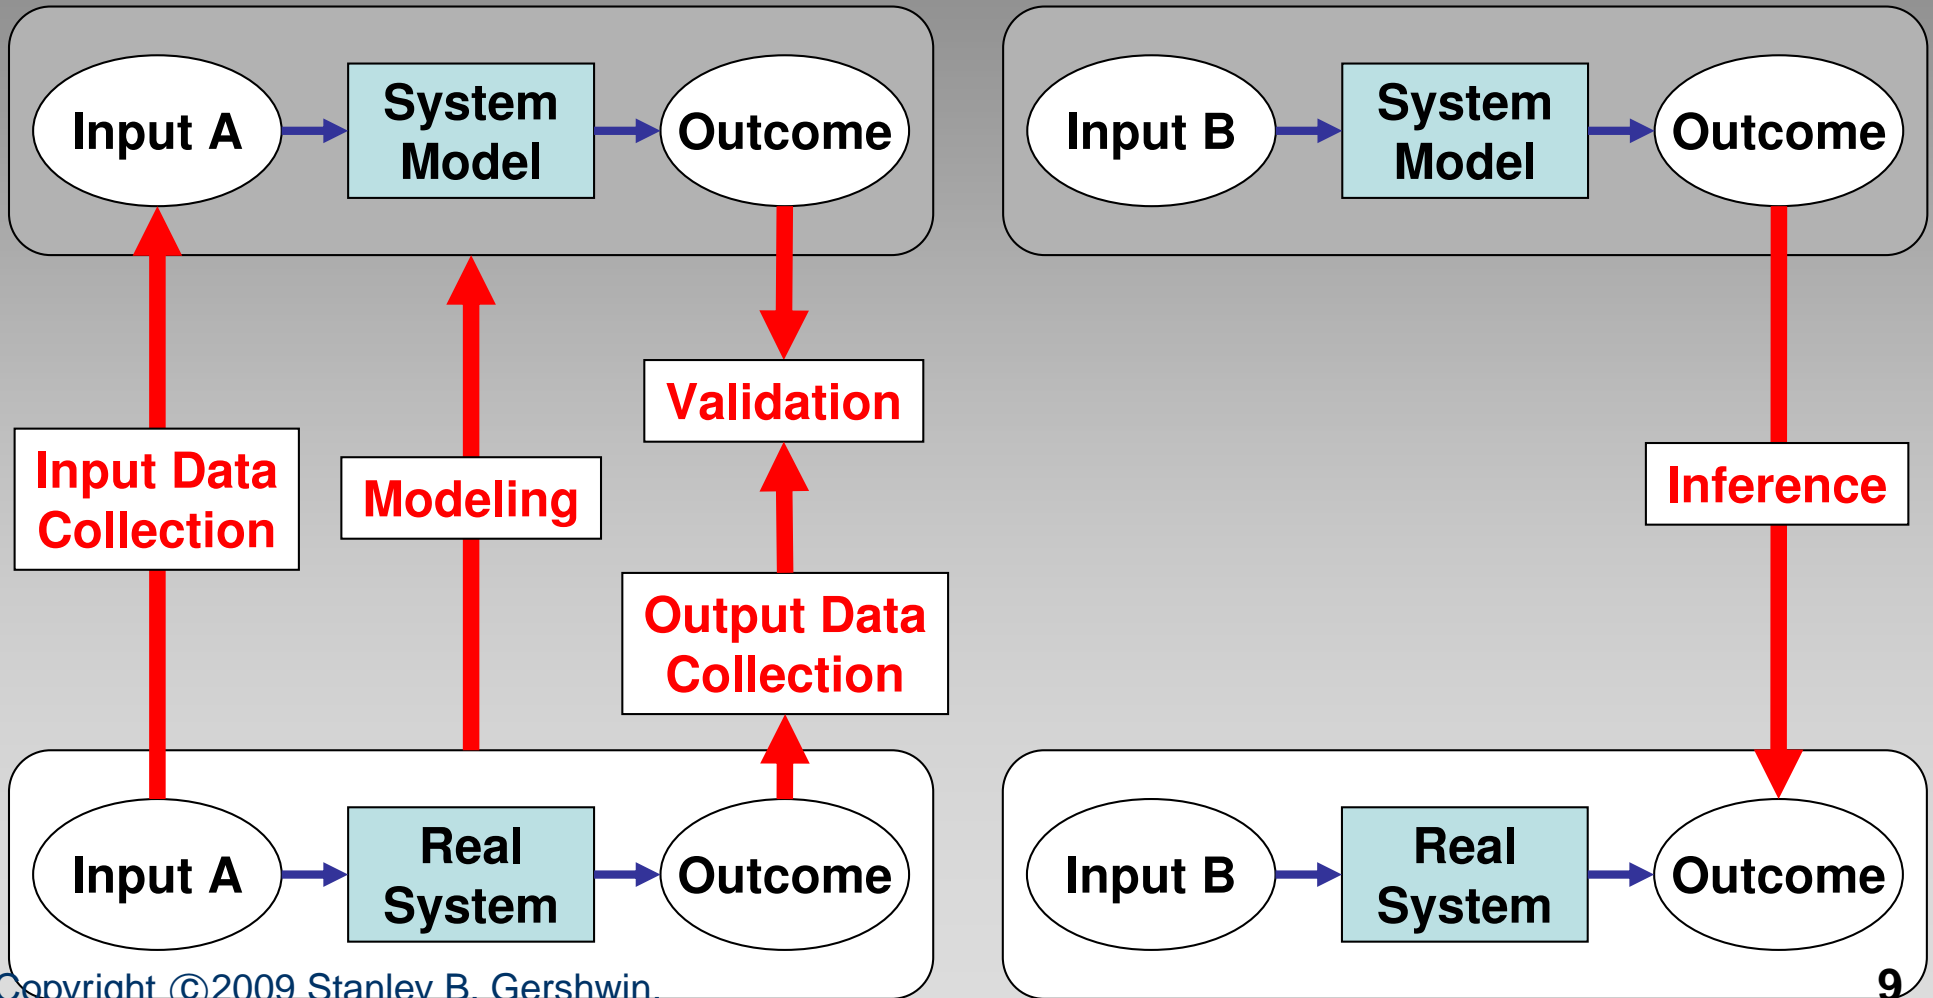 Input A
System
Model
Outcome
Input B
System
Model
Outcome
Validation
Input Data
Collection
Modeling
Inference
Output Data
Collection
Input A
Real
System
Outcome
Input B
Real
System
Outcome
Copyright ©2009 Stanley B. Gershwin.
9